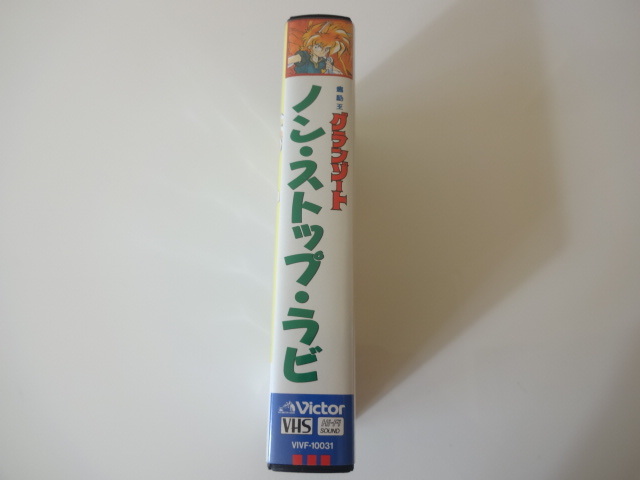 魔動王
グランゾート
ノン・ストップ・ラビ
Victor
VHS
Hi-Fi
SOUND
VIVF-10031